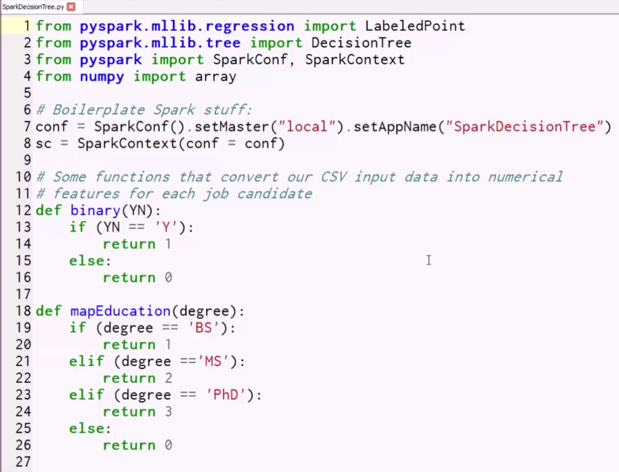 SparkDecisionTree.py
1 from pyspark.mllib.regression import LabeledPoint
2 from pyspark.mllib.tree import DecisionTree
3 from pyspark import SparkConf, SparkContext
4 from numpy import array
5
6 # Boilerplate Spark stuff:
7 conf = SparkConf().setMaster("local").setAppName("SparkDecisionTree")
8 sc = SparkContext(conf = conf)
9
10 # Some functions that convert our CSV input data into numerical
11 # features for each job candidate
12 def binary(YN):
13     if (YN == 'Y'):
14         return 1
15     else:
16         return 0
17
18 def mapEducation(degree):
19     if (degree == 'BS'):
20         return 1
21     elif (degree =='MS'):
22         return 2
23     elif (degree == 'PhD'):
24         return 3
25     else:
26         return 0
27